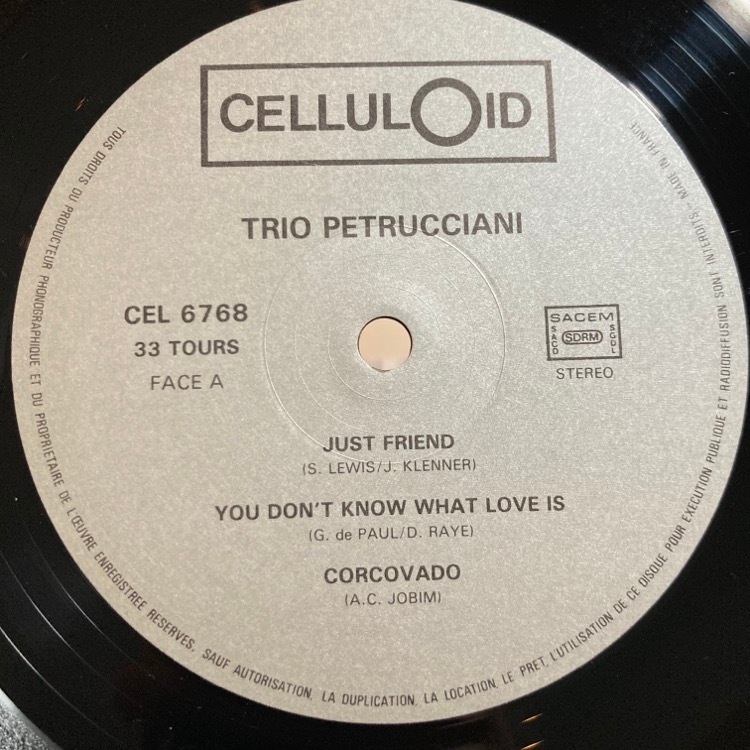 CELLULOID
TRIO PETRUCCIANI
CEL 6768
33 TOURS
FACE A
SACEM
SACD
SDRM
SGDL
STEREO
JUST FRIEND
(S. LEWIS/J. KLENNER)
YOU DON'T KNOW WHAT LOVE IS
(G. de PAUL/D. RAYE)
CORCOVADO
(A.C. JOBIM)
TOUS DROITS DU PRODUCTEUR PHONOGRAPHIQUE ET DU PROPRIETAIRE DE L'ŒUVRE ENREGISTREE RESERVES, SAUF AUTORISATION, LA DUPLICATION, LA LOCATION, LE PRET, L'UTILISATION DE CE DISQUE POUR EXECUTION PUBLIQUE ET RADIODIFFUSION SONT INTERDITS - MADE IN FRANCE